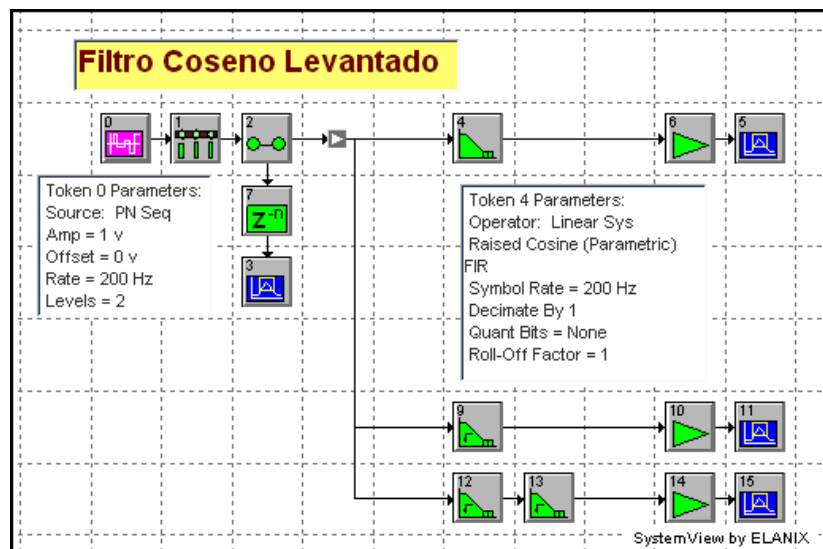 Filtro Coseno Levantado
0
1
2
4
6
5
7
Z-n
3
Token 0 Parameters:
Source: PN Seq
Amp = 1 v
Offset = 0 v
Rate = 200 Hz
Levels = 2
Token 4 Parameters:
Operator: Linear Sys
Raised Cosine (Parametric)
FIR
Symbol Rate = 200 Hz
Decimate By 1
Quant Bits = None
Roll-Off Factor = 1
9
10
11
12
13
14
15
SystemView by ELANIX